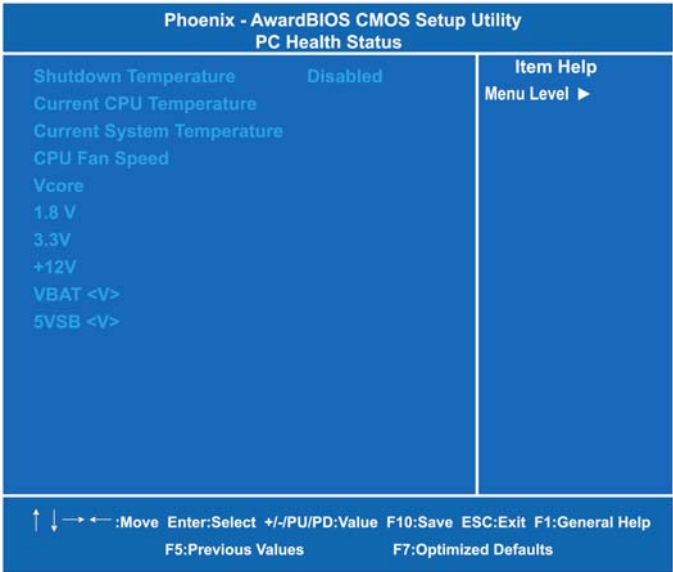 Phoenix - AwardBIOS CMOS Setup Utility
PC Health Status
Shutdown Temperature Disabled
Current CPU Temperature
Current System Temperature
CPU Fan Speed
Vcore
1.8 V
3.3V
+12V
VBAT <V>
5VSB <V>
Item Help
Menu Level ►
↑ ↓ → ← :Move Enter:Select +/-/PU/PD:Value F10:Save ESC:Exit F1:General Help
F5:Previous Values F7:Optimized Defaults